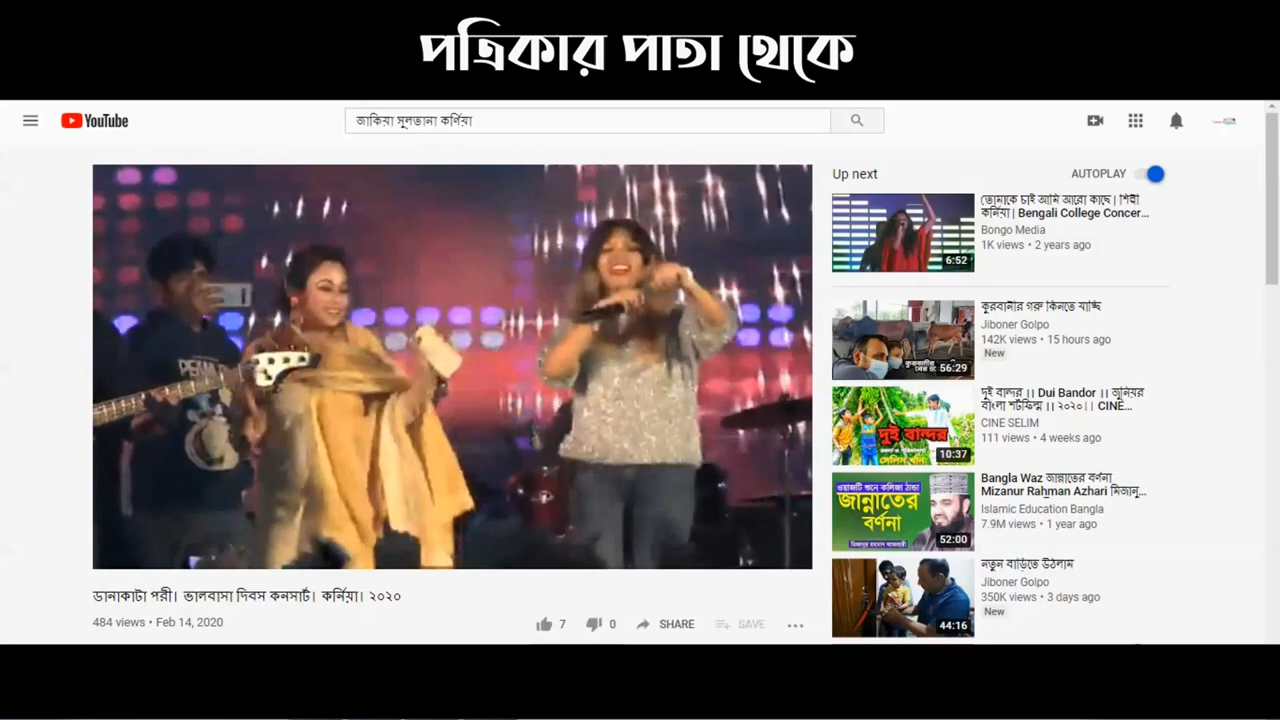 পত্রিকার পাতা থেকে
YouTube
জাকিয়া সুলতানা কর্ণিয়া
Up next
AUTOPLAY
তোমাকে চাই আমি আরো কাছে। শিল্পী
কর্নিয়া। Bengali College Concer...
Bongo Media
1K views • 2 years ago
6:52
কুরবানীর গরু কিনতে যাচ্ছি
Jiboner Golpo
142K views • 15 hours ago
New
56:29
দুই বান্দর ।। Dui Bandor ।। জুনিয়র
বাংলা শর্টফিল্ম ।। ২০২০।। CINE...
CINE SELIM
111 views • 4 weeks ago
দুই বান্দর
10:37
Bangla Waz জান্নাতের বর্ণনা
Mizanur Rahman Azhari মিজানু...
Islamic Education Bangla
7.9M views • 1 year ago
ওয়াজটি শুনে কলিজা ঠান্ডা
জান্নাতের
বর্ণনা
মিজানুর রহমান আজহারী
52:00
নতুন বাড়িতে উঠলাম
Jiboner Golpo
350K views • 3 days ago
New
44:16
ডানাকাটা পরী। ভালবাসা দিবস কনসার্ট। কর্নিয়া। ২০২০
484 views • Feb 14, 2020
7
0
SHARE
SAVE